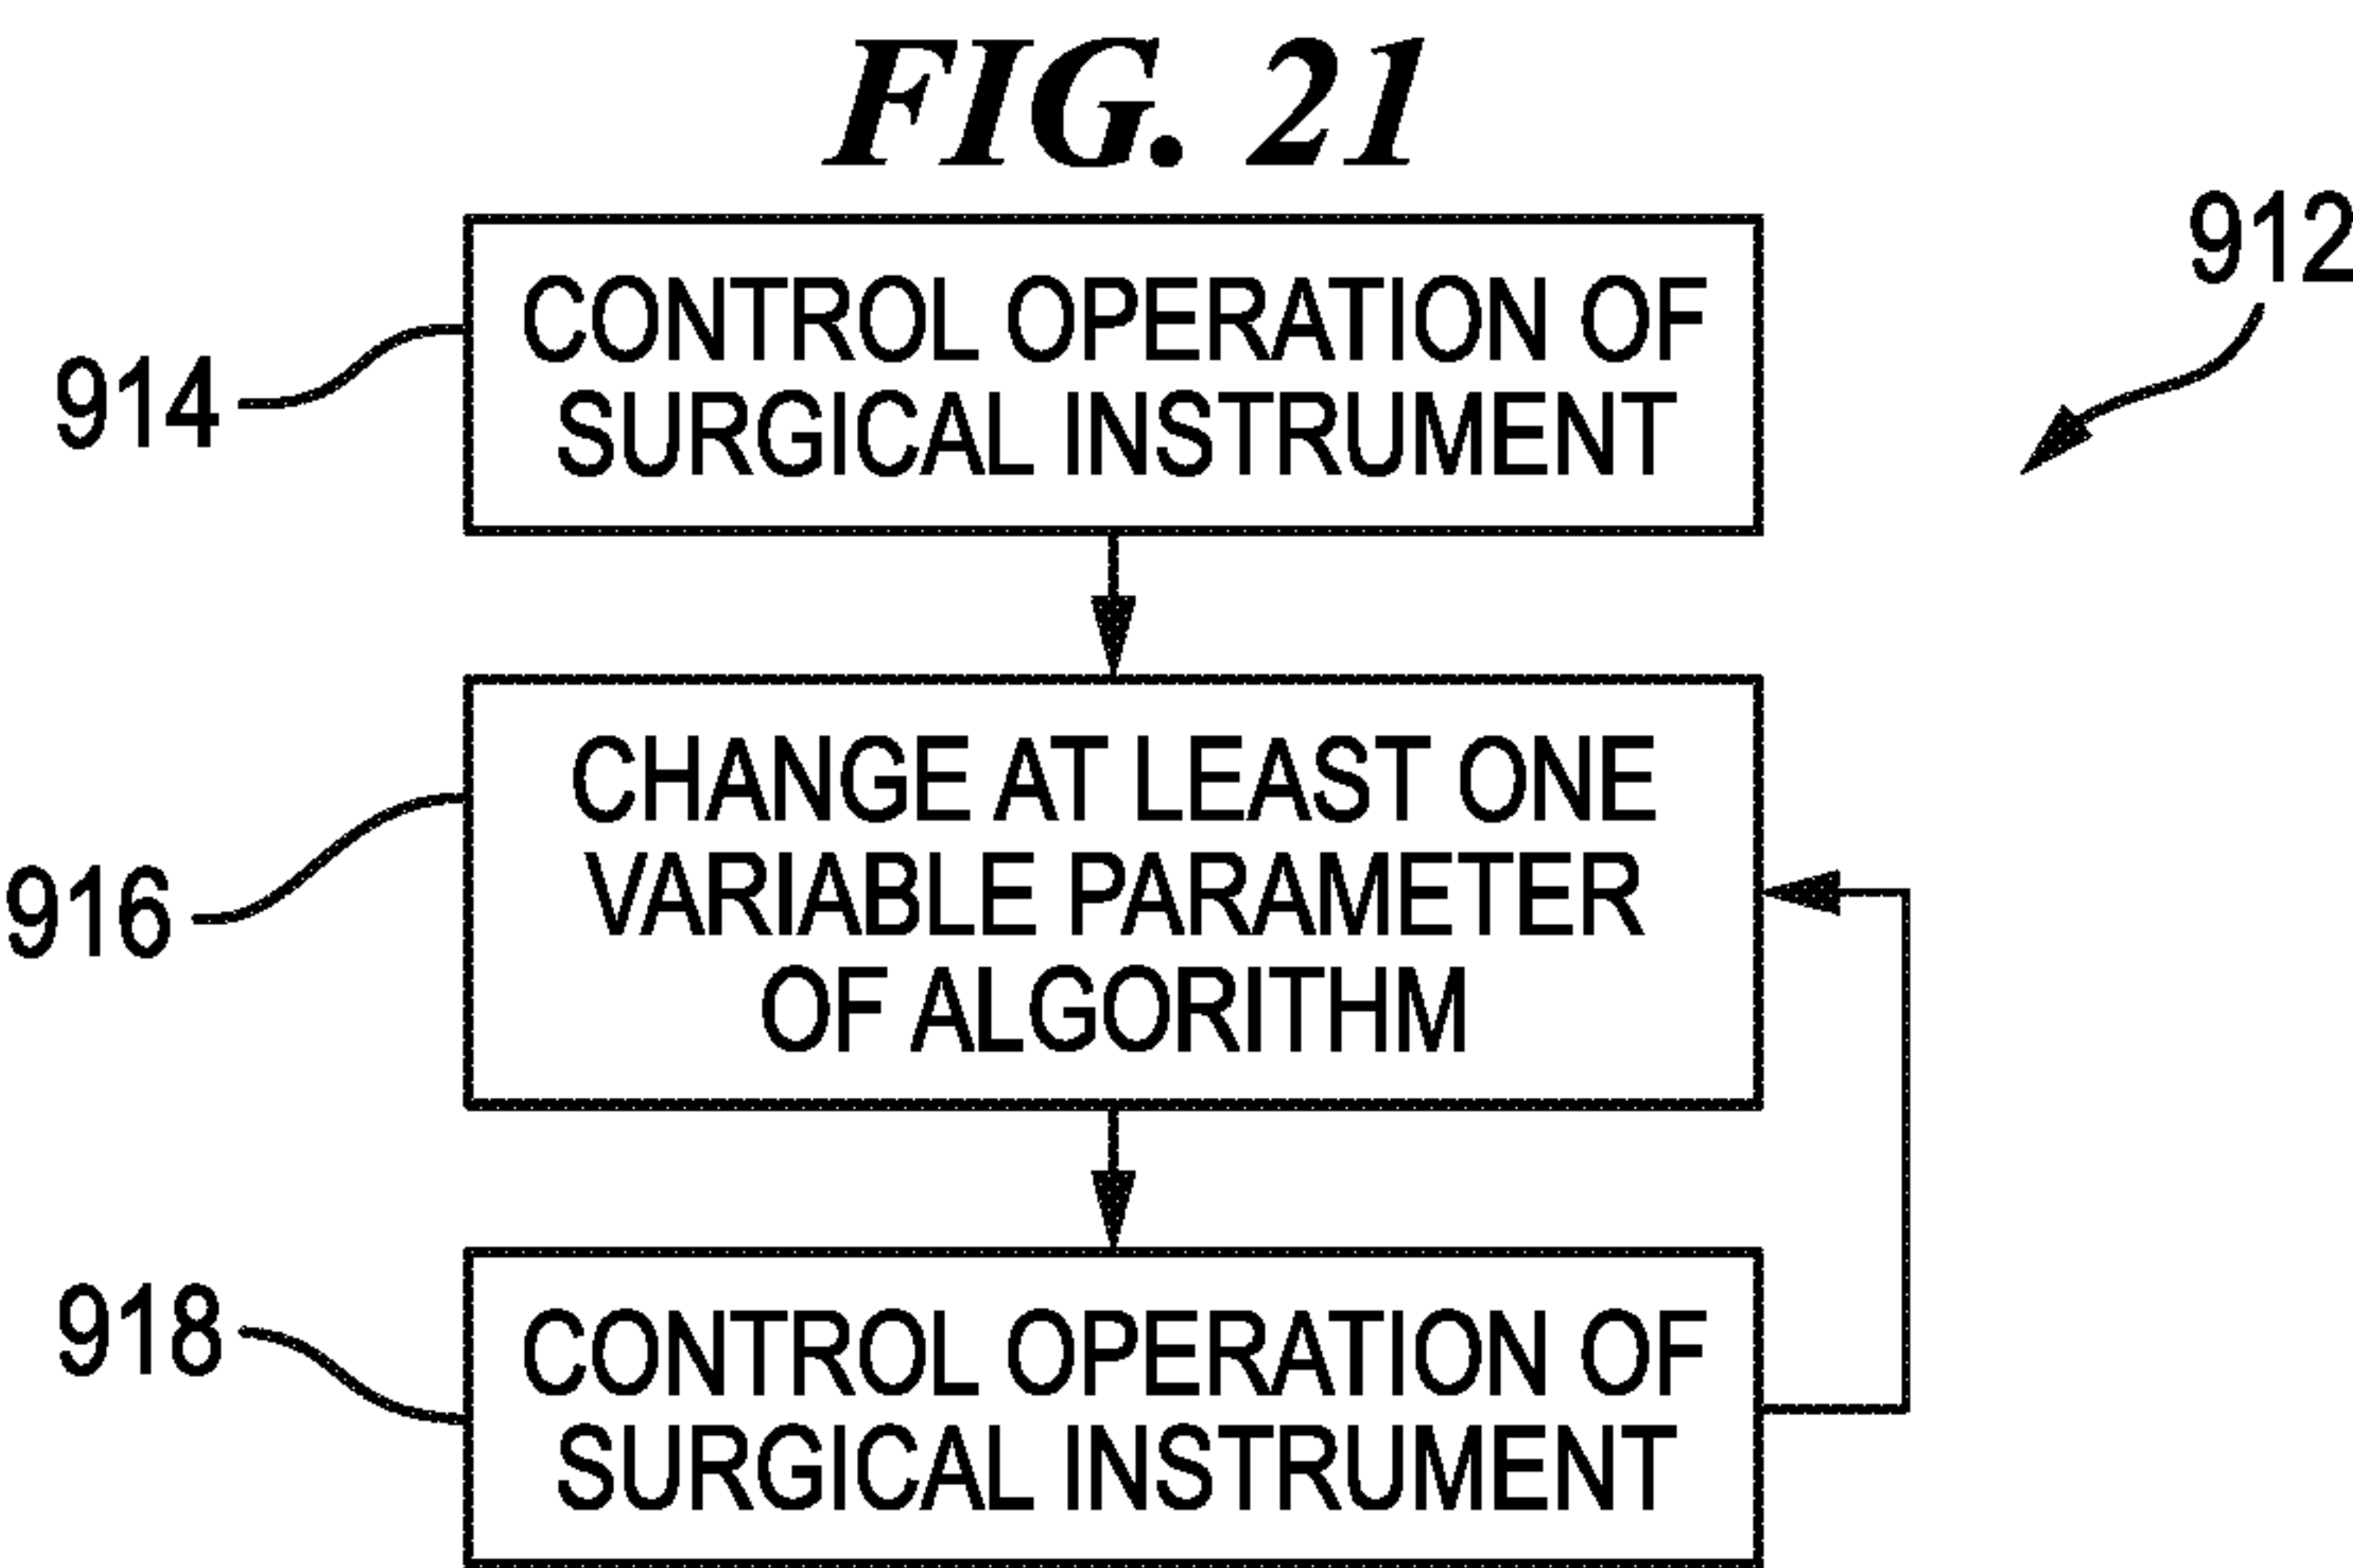 FIG. 21
912
914
CONTROL OPERATION OF
SURGICAL INSTRUMENT
916
CHANGE AT LEAST ONE
VARIABLE PARAMETER
OF ALGORITHM
918
CONTROL OPERATION OF
SURGICAL INSTRUMENT